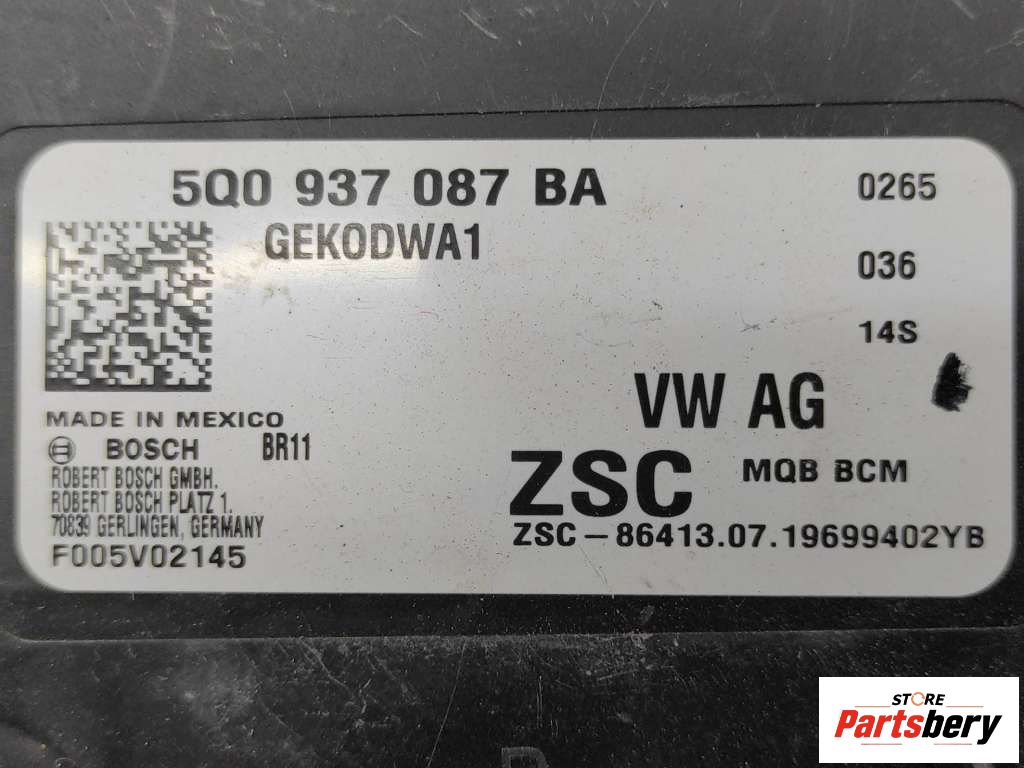 5Q0 937 087 BA
0265
GEK0DWA1
036
14S
VW AG
MADE IN MEXICO
BOSCH BR11
ZSC MQB BCM
ROBERT BOSCH GMBH.
ROBERT BOSCH PLATZ 1.
70839 GERLINGEN, GERMANY
ZSC-86413.07.19699402YB
F005V02145
STORE
Partsbery